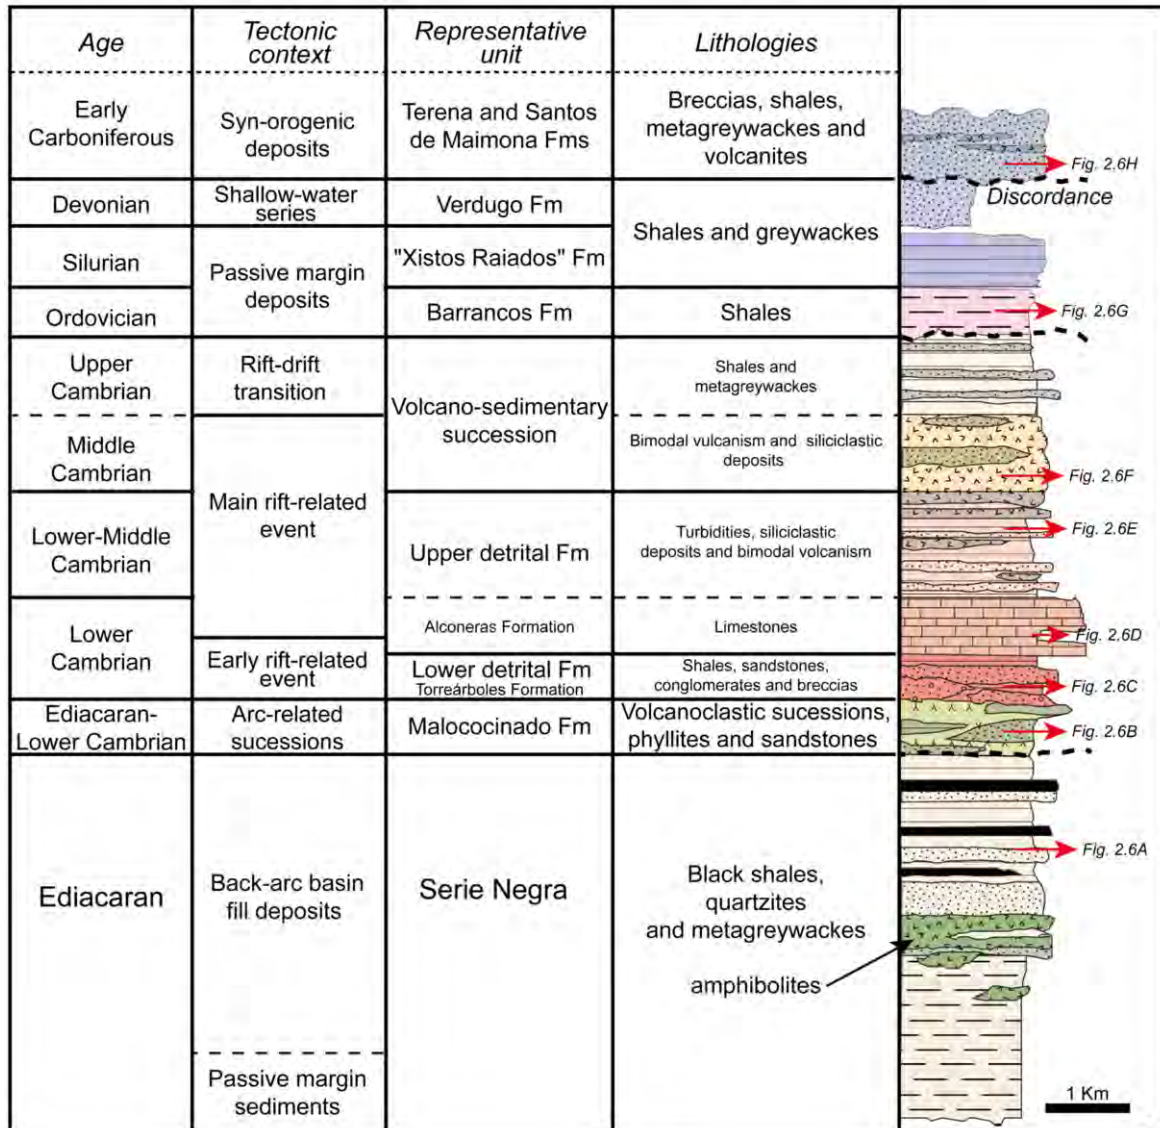 Age
Tectonic
context
Representative
unit
Lithologies
Early
Carboniferous
Syn-orogenic
deposits
Terena and Santos
de Maimona Fms
Breccias, shales,
metagreywackes and
volcanites
Fig. 2.6H
Discordance
Devonian
Shallow-water
series
Verdugo Fm
Shales and greywackes
Silurian
Passive margin
deposits
"Xistos Raiados" Fm
Ordovician
Barrancos Fm
Shales
Fig. 2.6G
Upper
Cambrian
Rift-drift
transition
Volcano-sedimentary
succession
Shales and
metagreywackes
Middle
Cambrian
Main rift-related
event
Bimodal vulcanism and siliciclastic
deposits
Fig. 2.6F
Lower-Middle
Cambrian
Upper detrital Fm
Turbidities, siliciclastic
deposits and bimodal volcanism
Fig. 2.6E
Lower
Cambrian
Alconeras Formation
Limestones
Fig. 2.6D
Early rift-related
event
Lower detrital Fm
Torreárboles Formation
Shales, sandstones,
conglomerates and breccias
Fig. 2.6C
Ediacaran-
Lower Cambrian
Arc-related
sucessions
Malococinado Fm
Volcanoclastic sucessions,
phyllites and sandstones
Fig. 2.6B
Ediacaran
Back-arc basin
fill deposits
Serie Negra
Black shales,
quartzites
and metagreywackes
amphibolites
Fig. 2.6A
Passive margin
sediments
1 Km